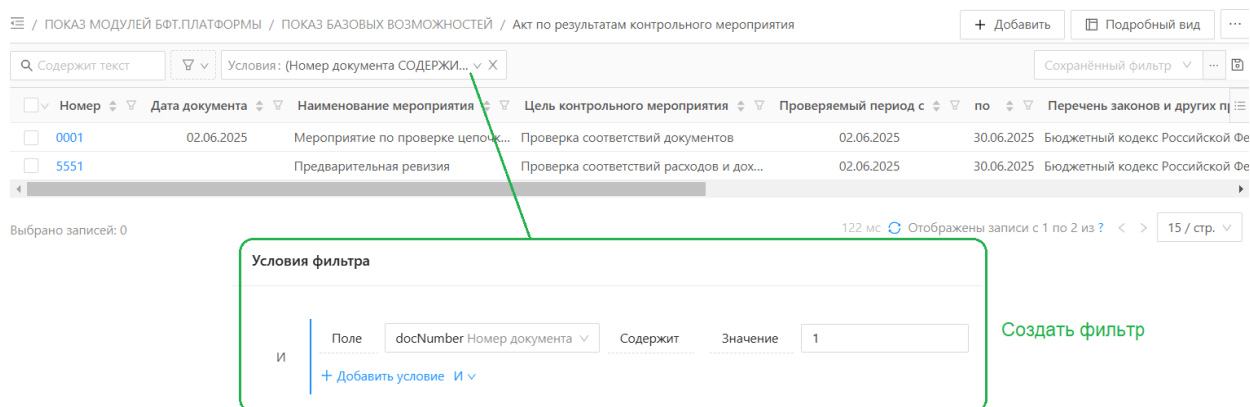 / ПОКАЗ МОДУЛЕЙ БФТ.ПЛАТФОРМЫ / ПОКАЗ БАЗОВЫХ ВОЗМОЖНОСТЕЙ / Акт по результатам контрольного мероприятия + Добавить Подробный вид ...
Содержит текст Условия: (Номер документа СОДЕРЖИ... X Сохранённый фильтр ...
Номер Дата документа Наименование мероприятия Цель контрольного мероприятия Проверяемый период с по Перечень законов и других п
0001 02.06.2025 Мероприятие по проверке цепочк... Проверка соответствий документов 02.06.2025 30.06.2025 Бюджетный кодекс Российской Фе
5551 Предварительная ревизия Проверка соответствий расходов и дох... 02.06.2025 30.06.2025 Бюджетный кодекс Российской Фе
Выбрано записей: 0 122 мс Отображены записи с 1 по 2 из ? < > 15 / стр.
Условия фильтра
Поле docNumber Номер документа Содержит Значение 1
Создать фильтр
И
+ Добавить условие И